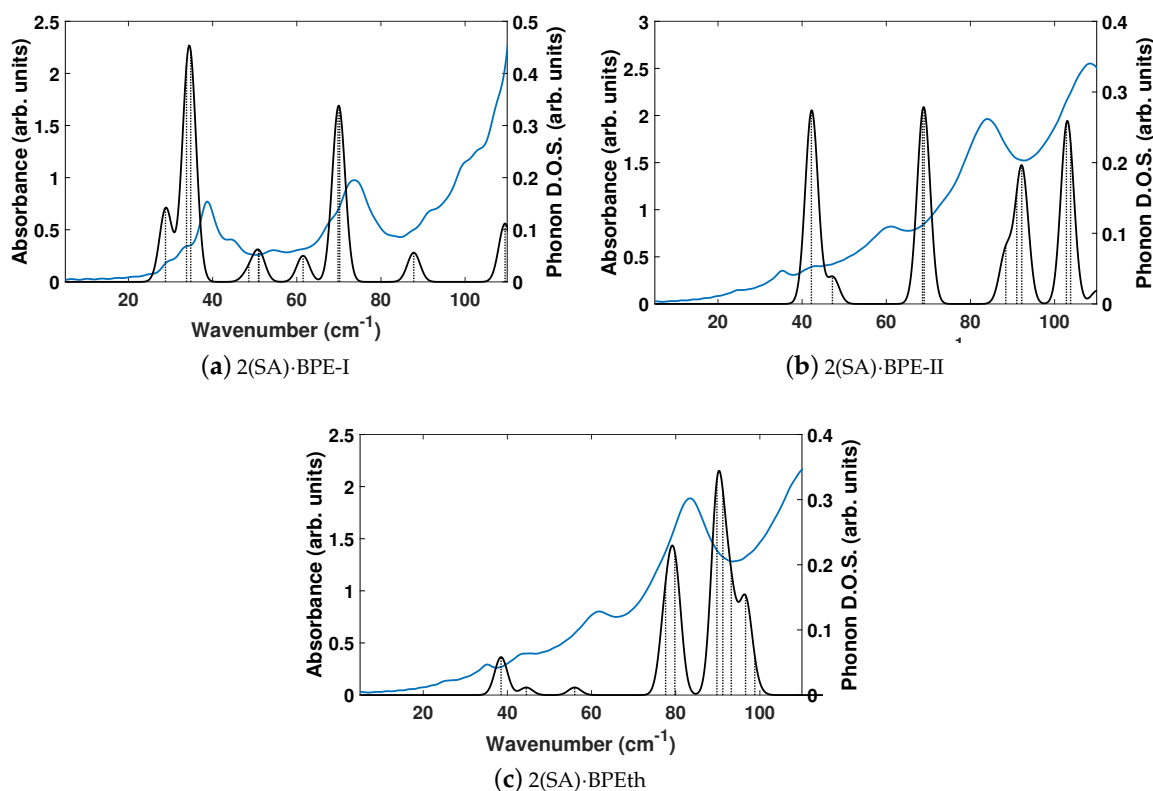 2.5
2
1.5
1
0.5
0
Absorbance (arb. units)
20 40 60 80 100
Wavenumber (cm-1)
0.5
0.4
0.3
0.2
0.1
0
Phonon D.O.S. (arb. units)
(a) 2(SA)·BPE-I
3
2.5
2
1.5
1
0.5
0
Absorbance (arb. units)
20 40 60 80 100
-1
0.4
0.3
0.2
0.1
0
Phonon D.O.S. (arb. units)
(b) 2(SA)·BPE-II
2.5
2
1.5
1
0.5
0
Absorbance (arb. units)
20 40 60 80 100
Wavenumber (cm-1)
0.4
0.3
0.2
0.1
0
Phonon D.O.S. (arb. units)
(c) 2(SA)·BPEth